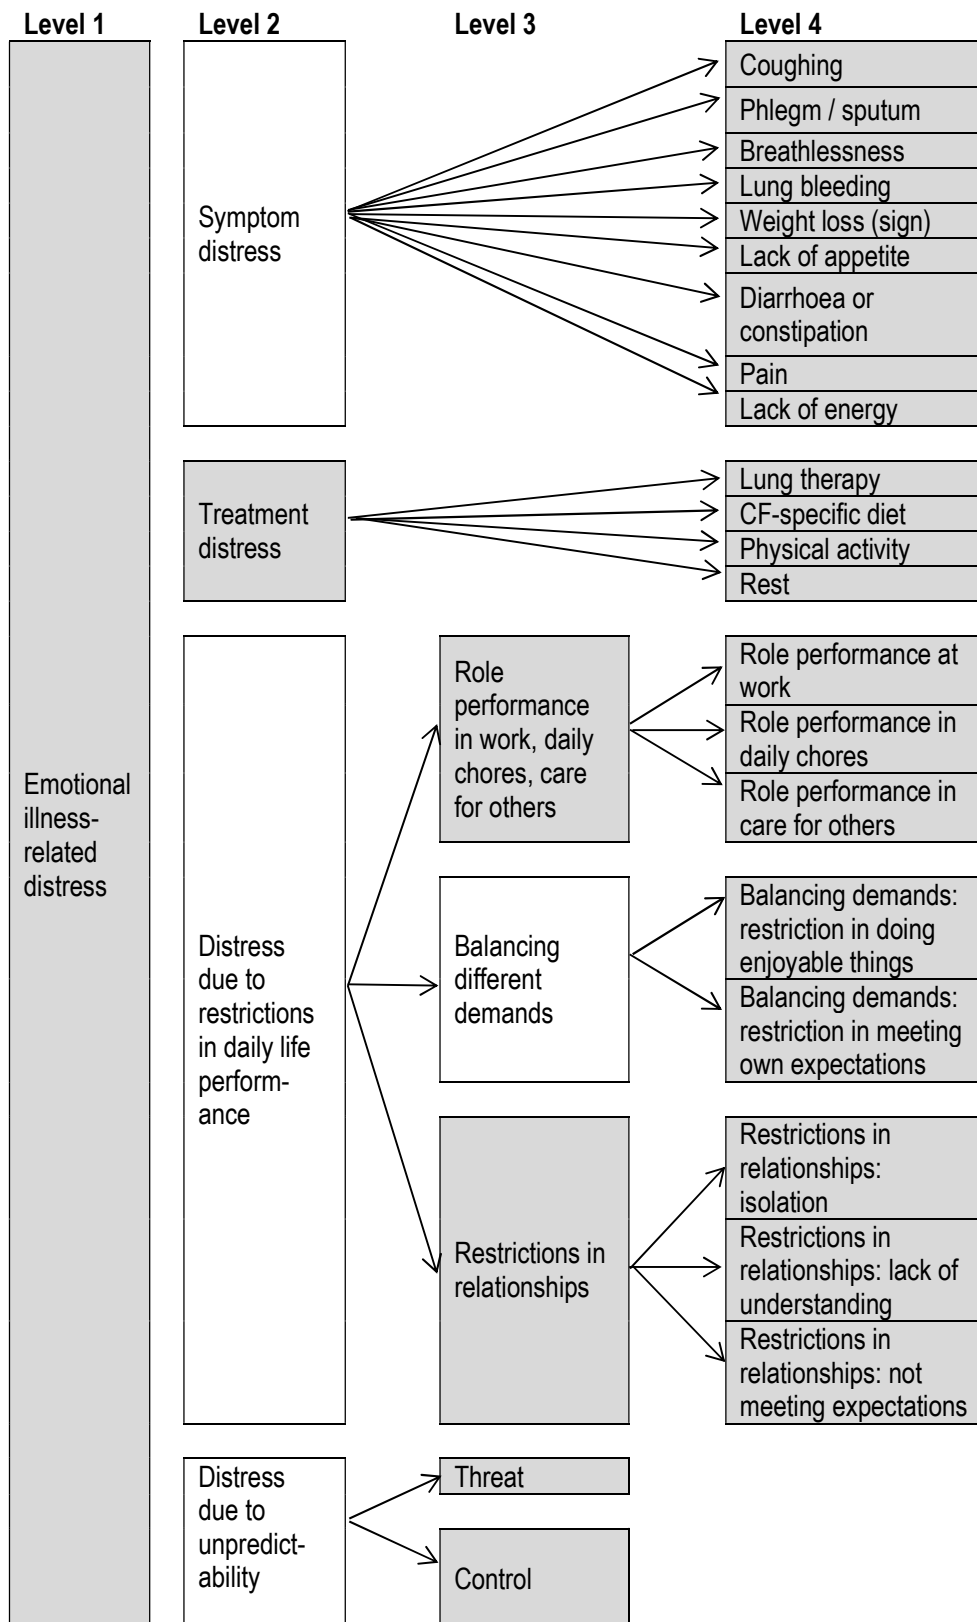 Level 1 Level 2 Level 3 Level 4
Emotional
illness-
related
distress
Symptom
distress
Coughing
Phlegm / sputum
Breathlessness
Lung bleeding
Weight loss (sign)
Lack of appetite
Diarrhoea or
constipation
Pain
Lack of energy
Treatment
distress
Lung therapy
CF-specific diet
Physical activity
Rest
Distress
due to
restrictions
in daily life
perform-
ance
Role
performance
in work, daily
chores, care
for others
Role performance at
work
Role performance in
daily chores
Role performance in
care for others
Balancing
different
demands
Balancing demands:
restriction in doing
enjoyable things
Balancing demands:
restriction in meeting
own expectations
Restrictions in
relationships
Restrictions in
relationships:
isolation
Restrictions in
relationships: lack of
understanding
Restrictions in
relationships: not
meeting expectations
Distress
due to
unpredict-
ability
Threat
Control